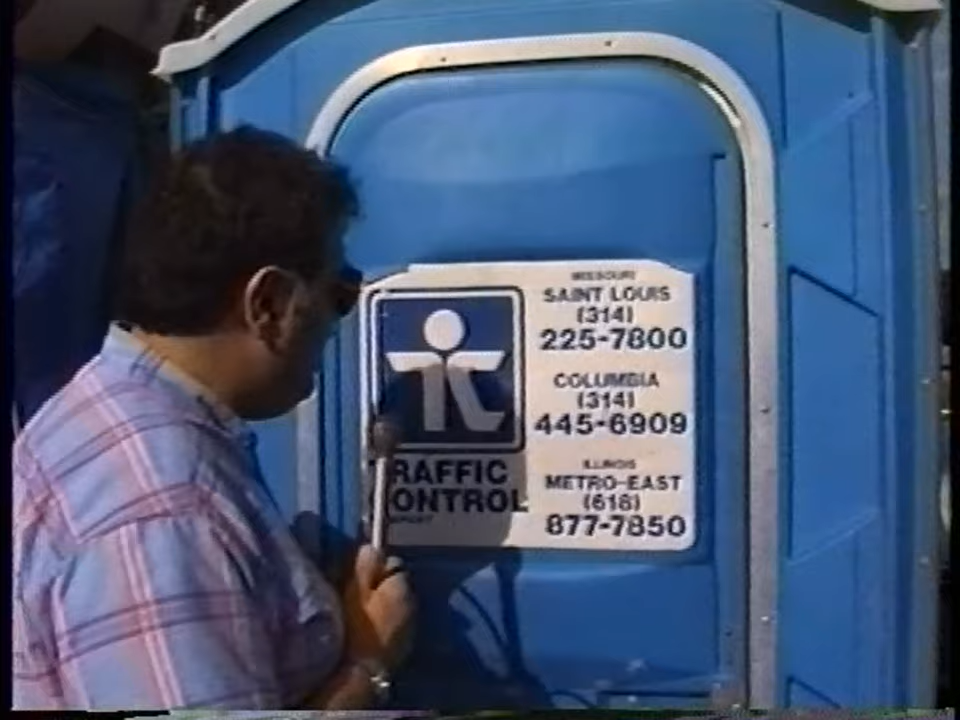 RAFFIC
ONTROL
MISSOURI
SAINT LOUIS
(314)
225-7800
COLUMBIA
(314)
445-6909
ILLINOIS
METRO-EAST
(618)
877-7850